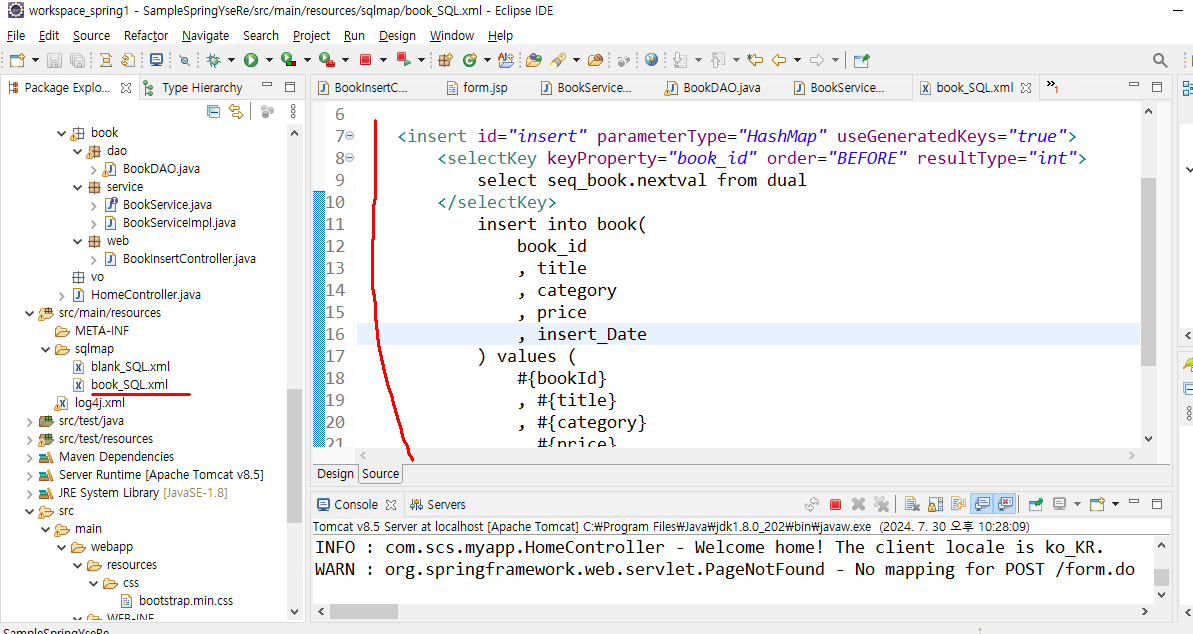 workspace_spring1 - SampleSpringYseRe/src/main/resources/sqlmap/book_SQL.xml - Eclipse IDE
File Edit Source Refactor Navigate Search Project Run Design Window Help
Package Explo... Type Hierarchy
book
dao
BookDAO.java
service
BookService.java
BookServiceImpl.java
web
BookInsertController.java
vo
HomeController.java
src/main/resources
META-INF
sqlmap
blank_SQL.xml
book_SQL.xml
log4j.xml
src/test/java
src/test/resources
Maven Dependencies
Server Runtime [Apache Tomcat v8.5]
JRE System Library [JavaSE-1.8]
src
main
webapp
resources
css
bootstrap.min.css
WEB-INF
SampleSpringYseRe
BookInsertC... form.jsp BookService... BookDAO.java BookService... book_SQL.xml »1
6
7 <insert id="insert" parameterType="HashMap" useGeneratedKeys="true">
8 <selectKey keyProperty="book_id" order="BEFORE" resultType="int">
9 select seq_book.nextval from dual
10 </selectKey>
11 insert into book(
12 book_id
13 , title
14 , category
15 , price
16 , insert_Date
17 ) values (
18 #{bookId}
19 , #{title}
20 , #{category}
21 , #{price}
Design Source
Console Servers
Tomcat v8.5 Server at localhost [Apache Tomcat] C:₩Program Files₩Java₩jdk1.8.0_202₩bin₩javaw.exe (2024. 7. 30 오후 10:28:09)
INFO : com.scs.myapp.HomeController - Welcome home! The client locale is ko_KR.
WARN : org.springframework.web.servlet.PageNotFound - No mapping for POST /form.do